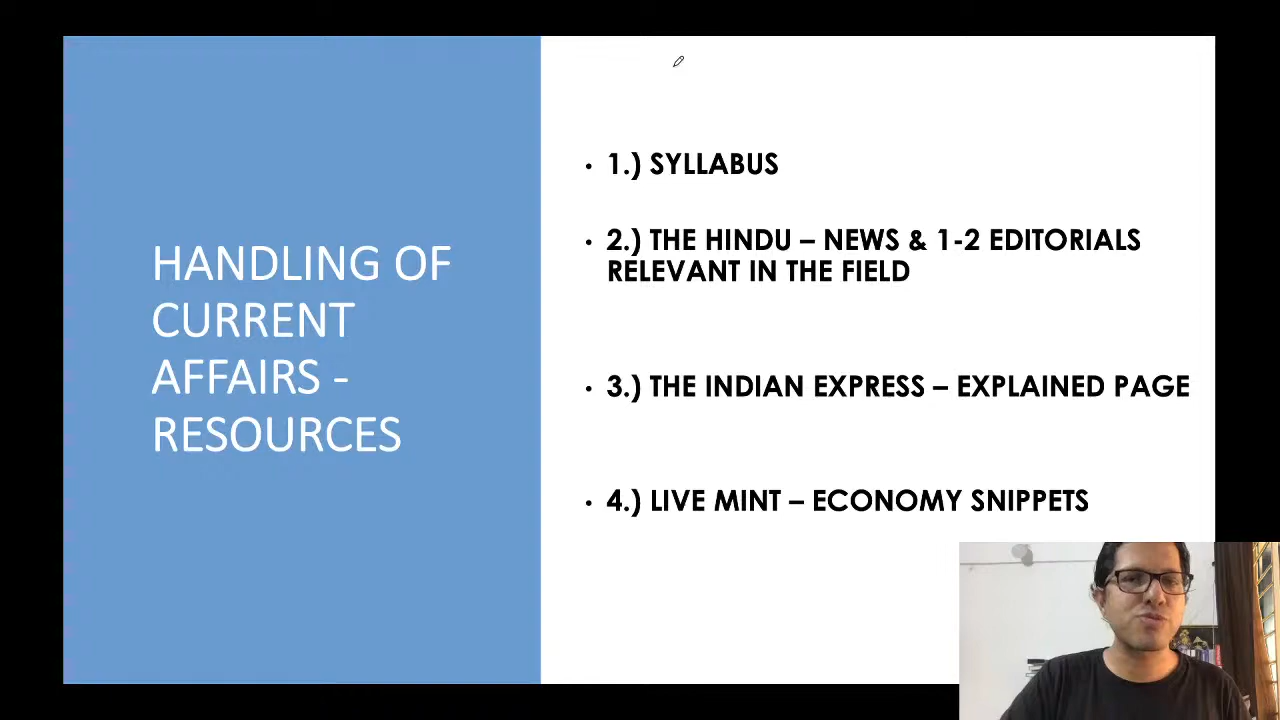 HANDLING OF
CURRENT
AFFAIRS -
RESOURCES
• 1.) SYLLABUS
• 2.) THE HINDU – NEWS & 1-2 EDITORIALS
RELEVANT IN THE FIELD
• 3.) THE INDIAN EXPRESS – EXPLAINED PAGE
• 4.) LIVE MINT – ECONOMY SNIPPETS